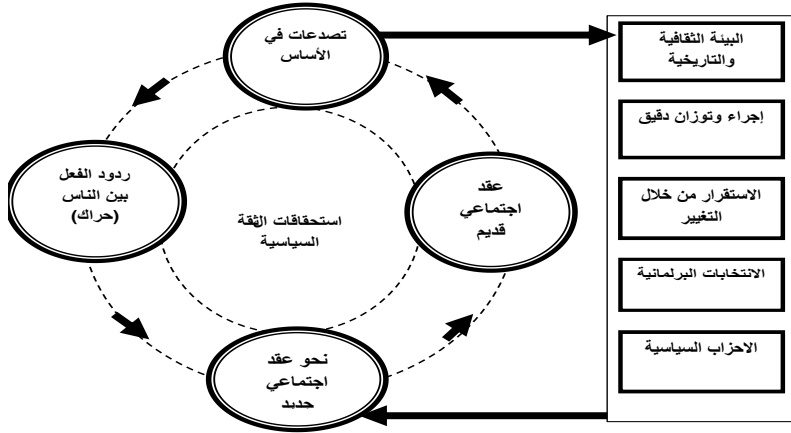 تصدعات في
الأساس
ردود الفعل
بين الناس
(حراك)
استحقاقات الثقة
السياسية
عقد
اجتماعي
قديم
نحو عقد
اجتماعي
جديد
البيئة الثقافية
والتاريخية
إجراء وتوزان دقيق
الاستقرار من خلال
التغيير
الانتخابات البرلمانية
الاحزاب السياسية